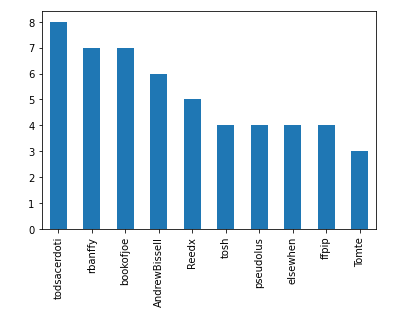 8
7
6
5
4
3
2
1
0
todsacerdoti
rbanffy
bookofjoe
AndrewBissell
Reedx
tosh
pseudolus
elsewhen
ffpip
Tomte